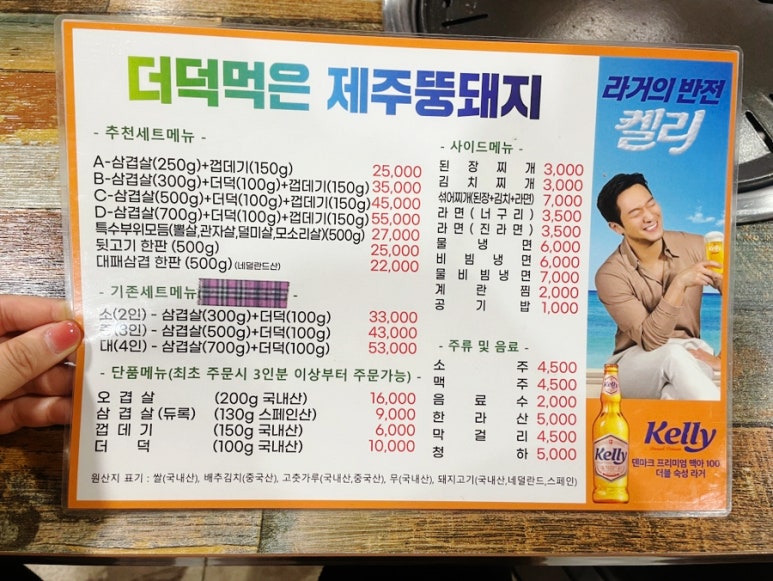 더덕먹은 제주뚱돼지
- 추천세트메뉴 -
A-삼겹살(250g)+껍데기(150g) 25,000
B-삼겹살(300g)+더덕(100g)+껍데기(150g) 35,000
C-삼겹살(500g)+더덕(100g)+껍데기(150g) 45,000
D-삼겹살(700g)+더덕(100g)+껍데기(150g) 55,000
특수부위모듬(뽈살,관자살,덜미살,모소리살)(500g) 27,000
뒷고기 한판 (500g) 25,000
대패삼겹 한판 (500g) (네덜란드산) 22,000
- 기존세트메뉴 -
소(2인) - 삼겹살(300g)+더덕(100g) 33,000
중(3인) - 삼겹살(500g)+더덕(100g) 43,000
대(4인) - 삼겹살(700g)+더덕(100g) 53,000
- 단품메뉴(최초 주문시 3인분 이상부터 주문가능) -
오겹살 (200g 국내산) 16,000
삼겹살(듀록) (130g 스페인산) 9,000
껍데기 (150g 국내산) 6,000
더덕 (100g 국내산) 10,000
- 사이드메뉴 -
된장찌개 3,000
김치찌개 3,000
섞어찌개(된장+김치+라면) 7,000
라면(너구리) 3,500
라면(진라면) 3,500
물냉면 6,000
비빔냉면 6,000
물비빔냉면 7,000
계란찜 2,000
공기밥 1,000
- 주류 및 음료 -
소주 4,500
맥주 4,500
음료수 2,000
한라산 5,000
막걸리 4,500
청하 5,000
원산지 표기 : 쌀(국내산), 배추김치(중국산), 고춧가루(국내산,중국산), 무(국내산), 돼지고기(국내산,네덜란드,스페인)
라거의 반전
켈리
Kelly
Kelly
덴마크 프리미엄 맥아 100
더블 숙성 라거